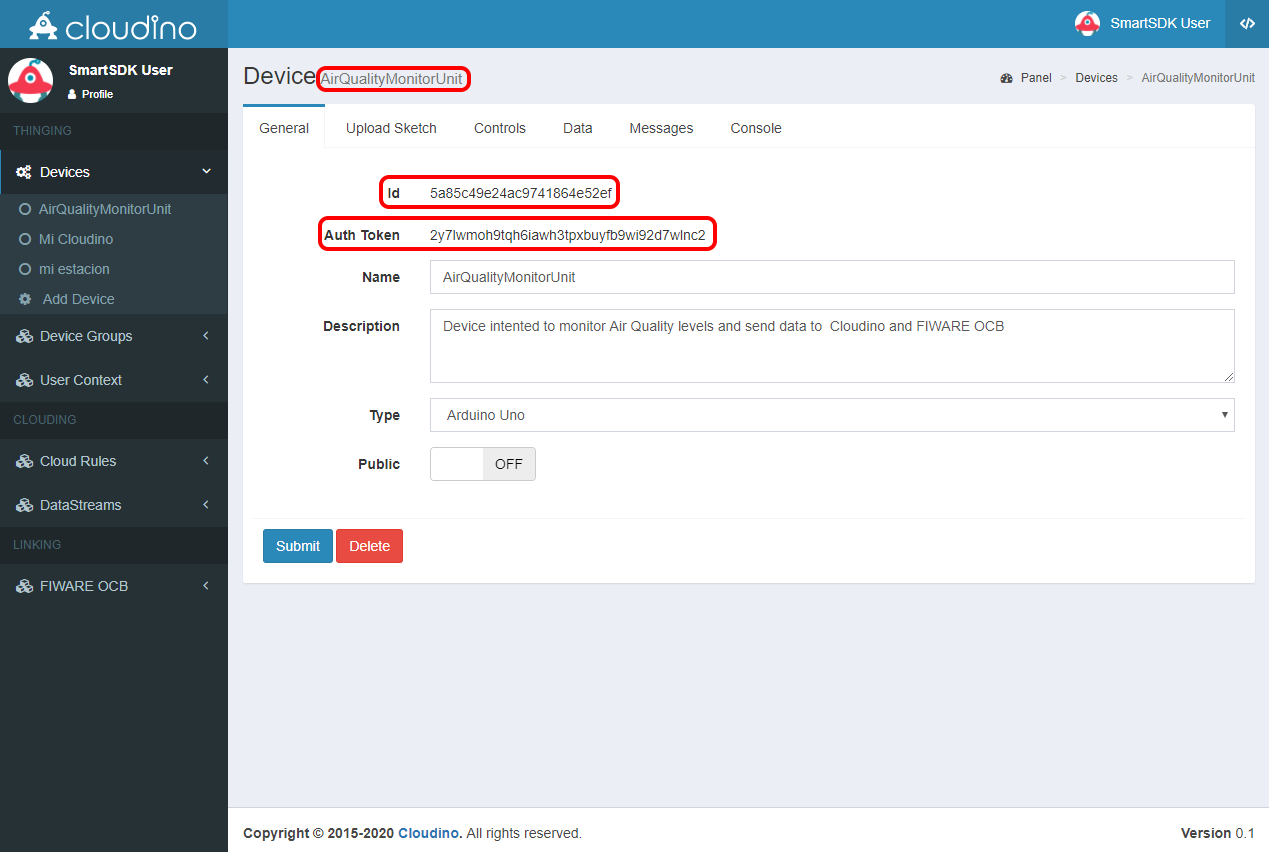 cloudino
SmartSDK User
</>
SmartSDK User
Profile
THINGING
Devices
AirQualityMonitorUnit
Mi Cloudino
mi estacion
Add Device
Device Groups
User Context
CLOUDING
Cloud Rules
DataStreams
LINKING
FIWARE OCB
Device AirQualityMonitorUnit
Panel > Devices > AirQualityMonitorUnit
General Upload Sketch Controls Data Messages Console
Id 5a85c49e24ac9741864e52ef
Auth Token 2y7lwmoh9tqh6iawh3tpxbuyfb9wi92d7wlnc2
Name AirQualityMonitorUnit
Description Device intented to monitor Air Quality levels and send data to Cloudino and FIWARE OCB
Type Arduino Uno
Public OFF
Submit Delete
Copyright © 2015-2020 Cloudino. All rights reserved.
Version 0.1